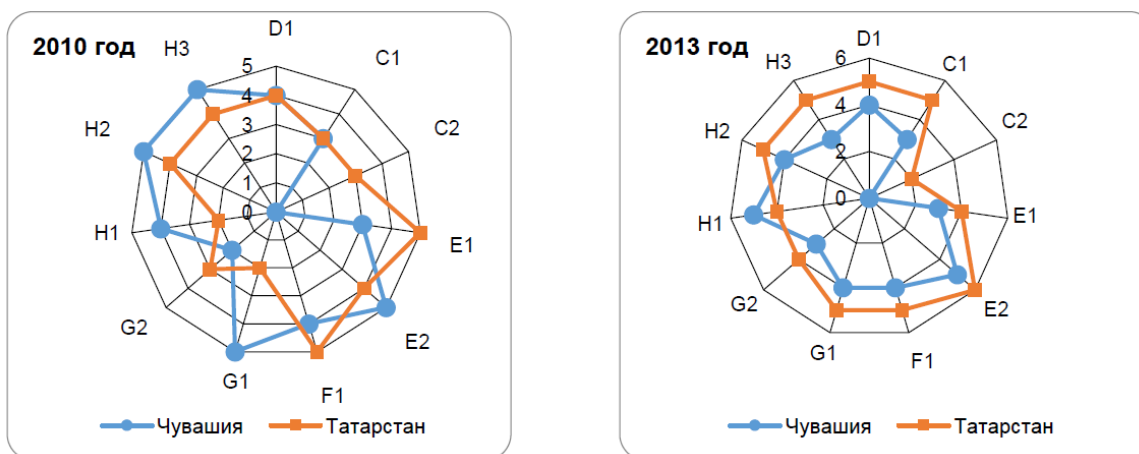 2010 год
D1
C1
C2
E1
E2
F1
G1
G2
H1
H2
H3
5
4
3
2
1
0
Чувашия
Татарстан
2013 год
D1
C1
C2
E1
E2
F1
G1
G2
H1
H2
H3
6
4
2
0
Чувашия
Татарстан